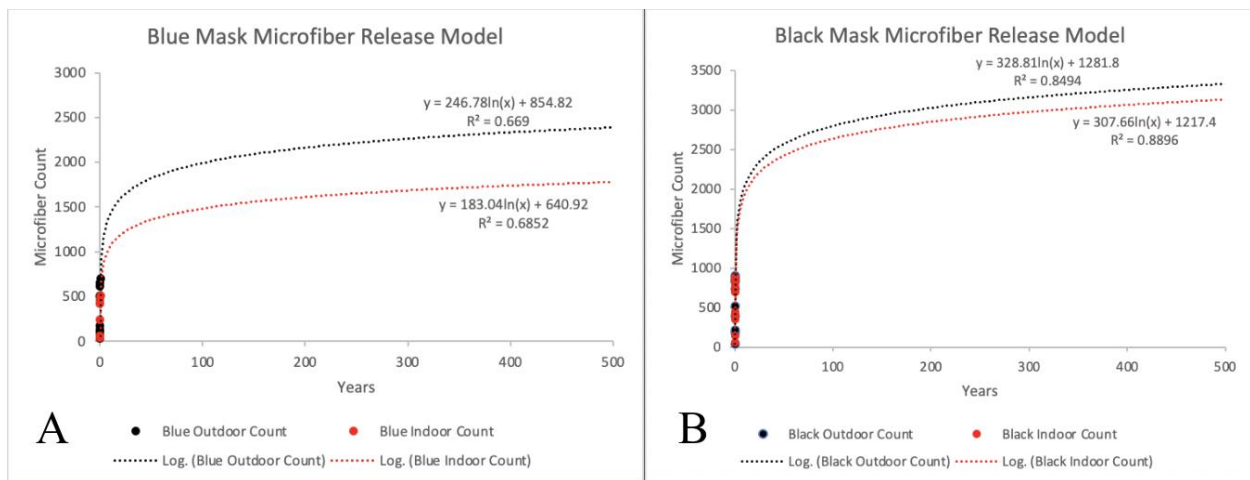 Blue Mask Microfiber Release Model
3000
2500
2000
1500
1000
500
0
Microfiber Count
y = 246.78ln(x) + 854.82
R² = 0.669
y = 183.04ln(x) + 640.92
R² = 0.6852
0 100 200 300 400 500
Years
A
Blue Outdoor Count Blue Indoor Count
Log. (Blue Outdoor Count) Log. (Blue Indoor Count)
Black Mask Microfiber Release Model
3500
3000
2500
2000
1500
1000
500
0
Microfiber Count
y = 328.81ln(x) + 1281.8
R² = 0.8494
y = 307.66ln(x) + 1217.4
R² = 0.8896
0 100 200 300 400 500
Years
B
Black Outdoor Count Black Indoor Count
Log. (Black Outdoor Count) Log. (Black Indoor Count)